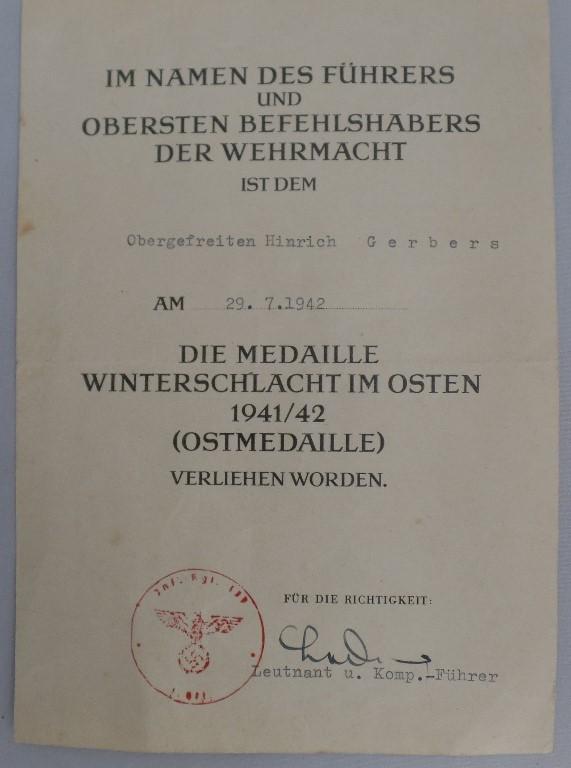 IM NAMEN DES FÜHRERS
UND
OBERSTEN BEFEHLSHABERS
DER WEHRMACHT
IST DEM
Obergefreiten Hinrich G e r b e r s
AM 29. 7.1942
DIE MEDAILLE
WINTERSCHLACHT IM OSTEN
1941/42
(OSTMEDAILLE)
VERLIEHEN WORDEN.
FÜR DIE RICHTIGKEIT:
Leutnant u. Komp.-Führer